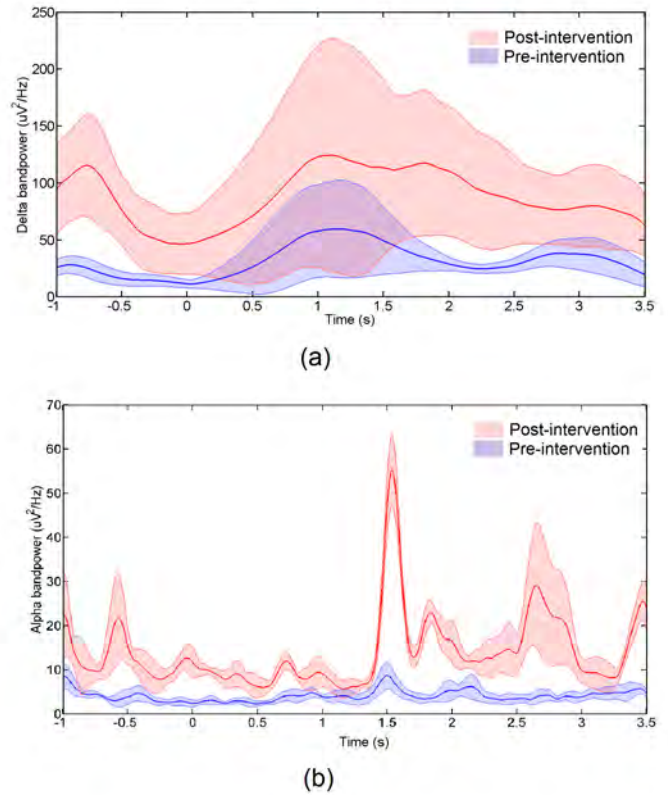 250
Post-intervention
Pre-intervention
200
150
100
50
0
Delta bandpower (uV²/Hz)
-1 -0.5 0 0.5 1 1.5 2 2.5 3 3.5
Time (s)
(a)
70
Post-intervention
Pre-intervention
60
50
40
30
20
10
0
Alpha bandpower (uV²/Hz)
-1 -0.5 0 0.5 1 1.5 2 2.5 3 3.5
Time (s)
(b)